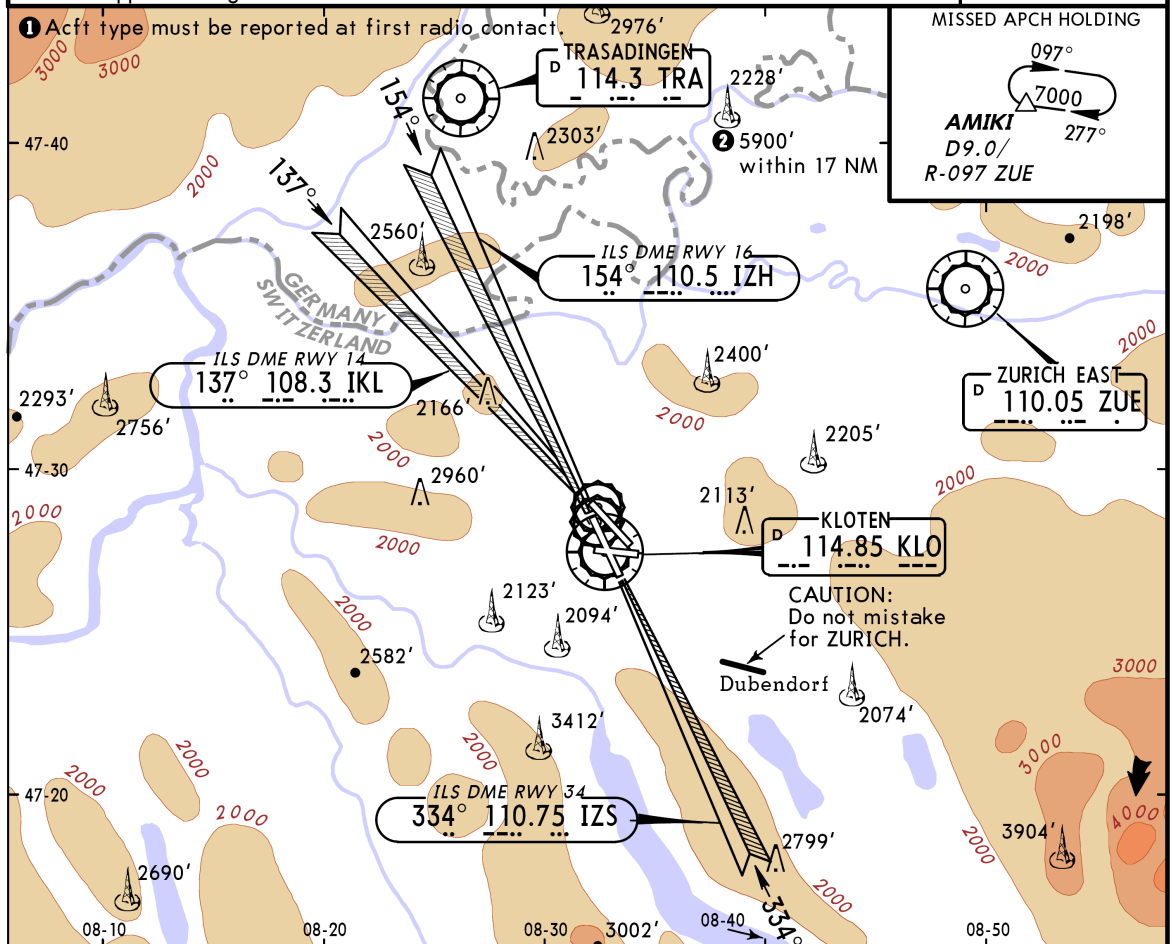 ❶ Acft type must be reported at first radio contact.
MISSED APCH HOLDING
097°
7000
277°
AMIKI
D9.0/
R-097 ZUE
3000
3000
2976'
TRASADINGEN
D 114.3 TRA
2228'
❷ 5900'
within 17 NM
154°
47-40
2303'
2000
137°
2560'
2198'
2000
ILS DME RWY 16
154° 110.5 IZH
GERMANY
SWITZERLAND
2000
ILS DME RWY 14
137° 108.3 IKL
2400'
ZURICH EAST
D 110.05 ZUE
2293'
2756'
2166'
2000
2000
2205'
47-30
2960'
2000
2113'
2000
2000
KLOTEN
D 114.85 KLO
2123'
2094'
2000
CAUTION:
Do not mistake
for ZURICH.
2582'
Dubendorf
2074'
3000
3412'
2000
2000
3000
47-20
2000
2000
ILS DME RWY 34
334° 110.75 IZS
4000
2799'
3904'
2000
2690'
2000
334°
08-10
08-20
08-30
3002'
08-40
08-50